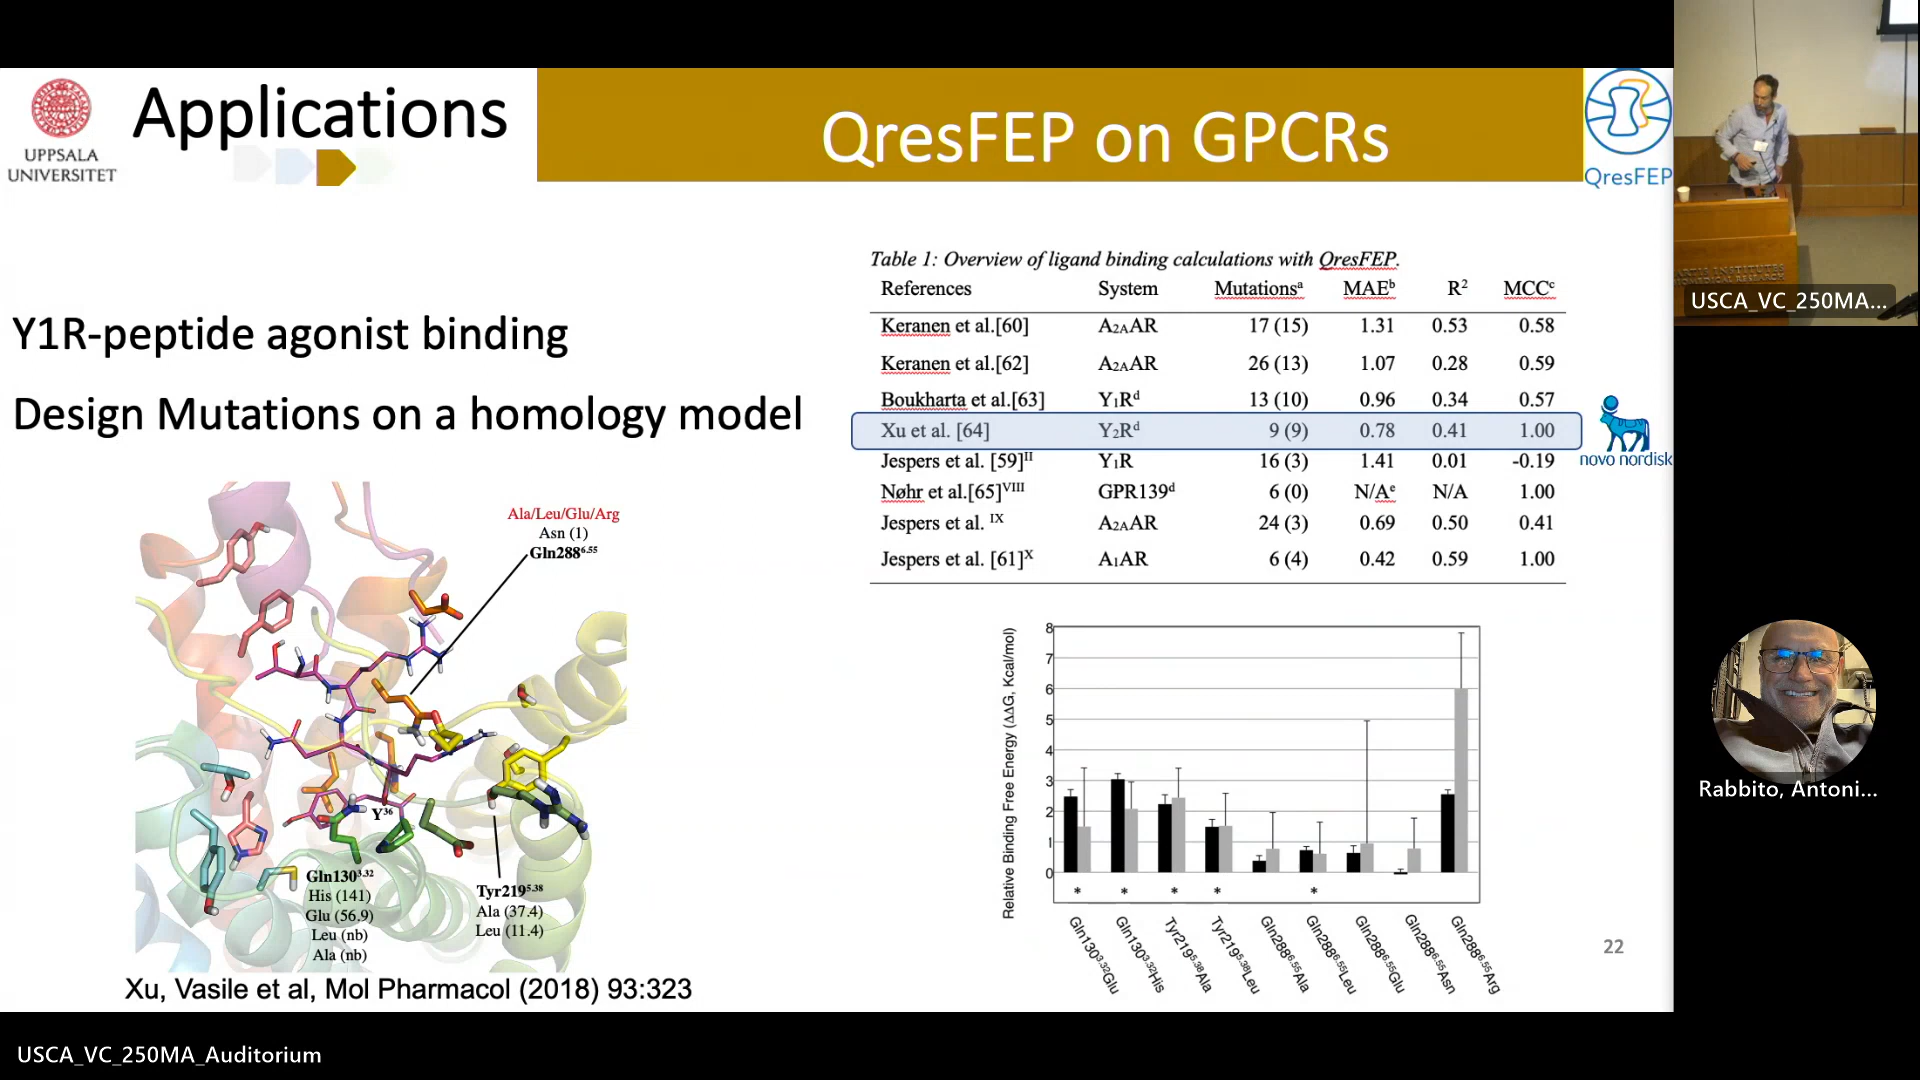 UPPSALA
UNIVERSITET
Applications
QresFEP on GPCRs
QresFEP
Y1R-peptide agonist binding
Design Mutations on a homology model
Table 1: Overview of ligand binding calculations with QresFEP.
References System Mutationsᵃ MAEᵇ R² MCCᶜ
Keranen et al.[60] A₂ₐAR 17 (15) 1.31 0.53 0.58
Keranen et al.[62] A₂ₐAR 26 (13) 1.07 0.28 0.59
Boukharta et al.[63] Y₁Rᵈ 13 (10) 0.96 0.34 0.57
Xu et al. [64] Y₂Rᵈ 9 (9) 0.78 0.41 1.00
Jespers et al. [59]ᴵᴵ Y₁R 16 (3) 1.41 0.01 -0.19
Nøhr et al.[65]ⱽᴵᴵᴵ GPR139ᵈ 6 (0) N/Aᵉ N/A 1.00
Jespers et al. ᴵˣ A₂ₐAR 24 (3) 0.69 0.50 0.41
Jespers et al. [61]ˣ A₁AR 6 (4) 0.42 0.59 1.00
novo nordisk
Ala/Leu/Glu/Arg
Asn (1)
Gln288⁶·⁵⁵
Y³⁶
Gln130³·³²
His (141)
Glu (56.9)
Leu (nb)
Ala (nb)
Tyr219⁵·³⁸
Ala (37.4)
Leu (11.4)
Xu, Vasile et al, Mol Pharmacol (2018) 93:323
Relative Binding Free Energy (ΔΔG, Kcal/mol)
8
7
6
5
4
3
2
1
0
* * * * *
Gln130³·³²Glu
Gln130³·³²His
Tyr219⁵·³⁸Ala
Tyr219⁵·³⁸Leu
Gln288⁶·⁵⁵Ala
Gln288⁶·⁵⁵Leu
Gln288⁶·⁵⁵Glu
Gln288⁶·⁵⁵Asn
Gln288⁶·⁵⁵Arg
22
USCA_VC_250MA...
Rabbito, Antoni...
USCA_VC_250MA_Auditorium